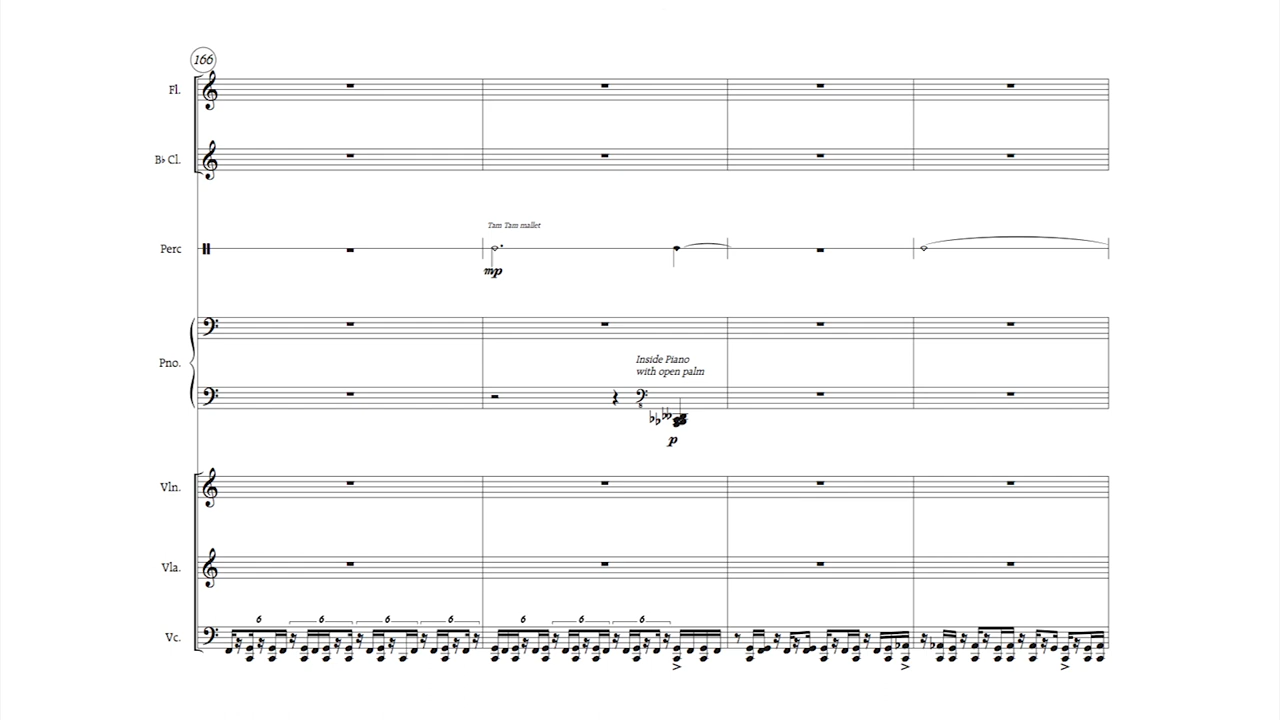 166
Fl.
B♭ Cl.
Tam Tam mallet
Perc
mp
Inside Piano
with open palm
Pno.
p
Vln.
Vla.
6 6 6 6 6 6 6
Vc.